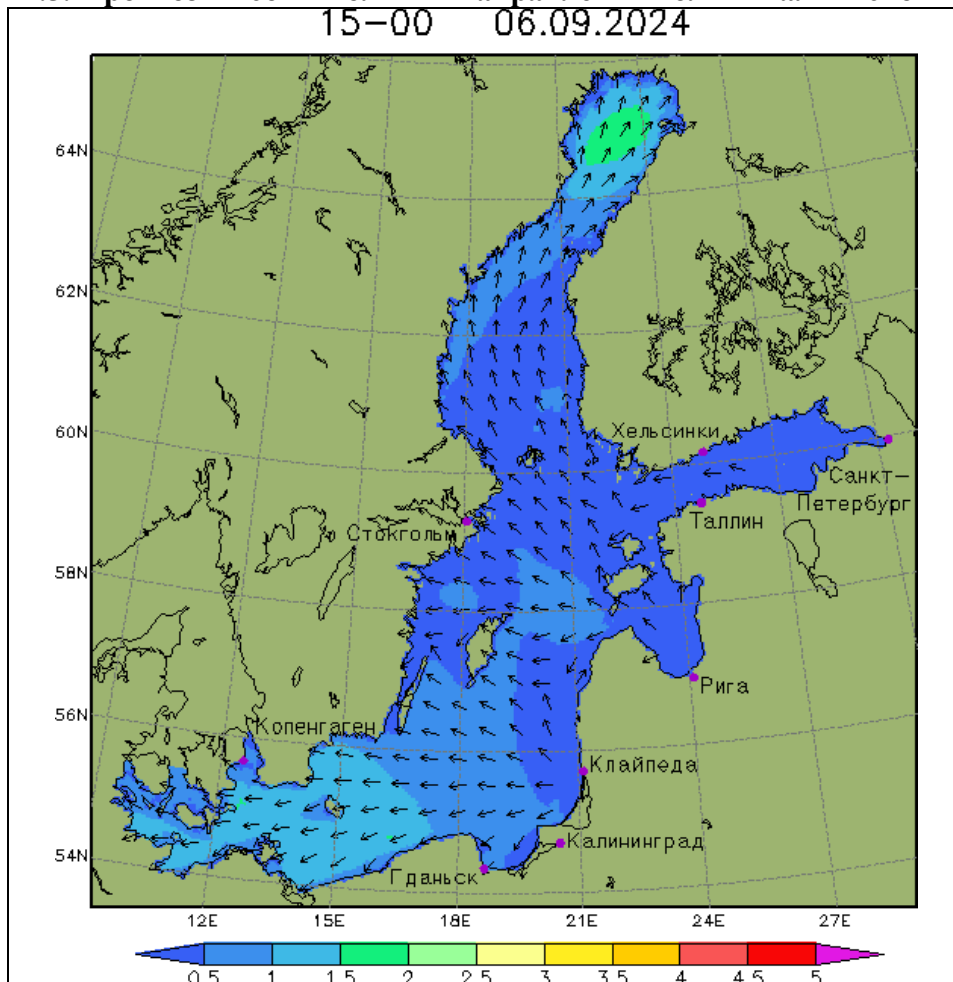 15-00 06.09.2024
64N
62N
Хельсинки
60N
Санкт-
Петербург
Таллин
Стокгольм
58N
Рига
56N
Копенгаген
Клайпеда
Калининград
54N
Гданьск
12E 15E 18E 21E 24E 27E
0.5 1 1.5 2 2.5 3 3.5 4 4.5 5